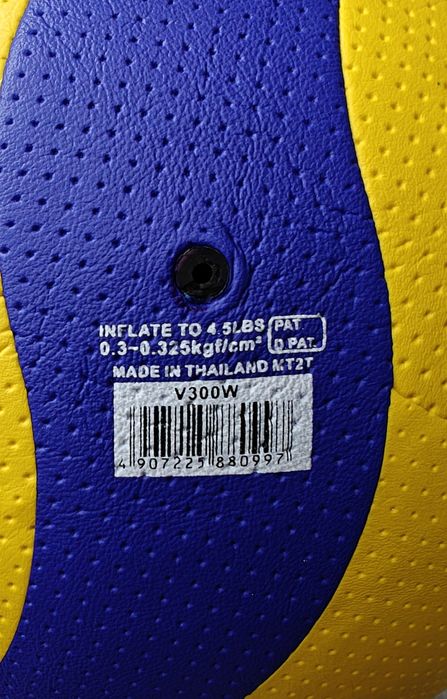 INFLATE TO 4.5LBS PAT
0.3~0.325kgf/cm² D.PAT.
MADE IN THAILAND MT2T
V300W
4 907225 880997